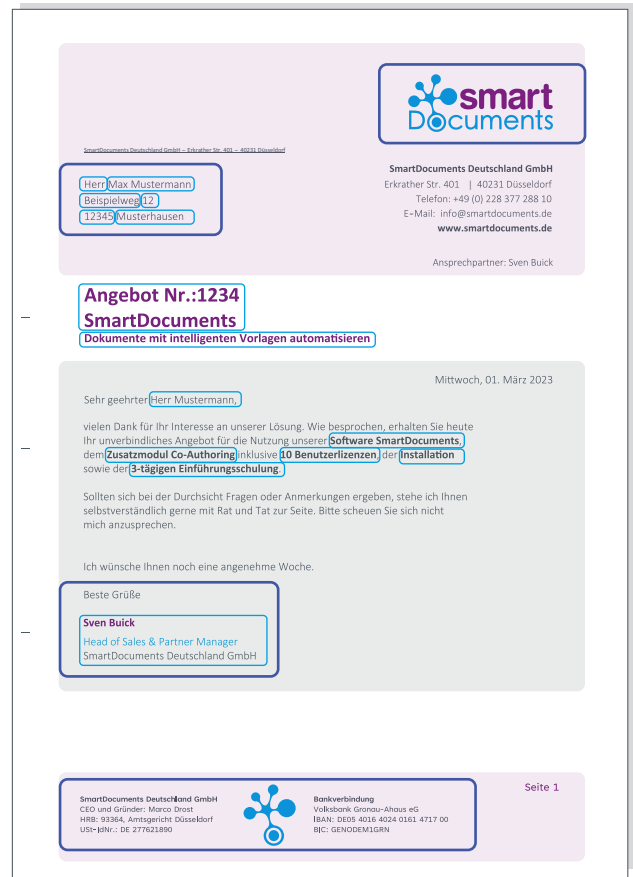 smart
Documents
SmartDocuments Deutschland GmbH – Erkrather Str. 401 – 40231 Düsseldorf
Herr Max Mustermann
Beispielweg 12
12345 Musterhausen
SmartDocuments Deutschland GmbH
Erkrather Str. 401 | 40231 Düsseldorf
Telefon: +49 (0) 228 377 288 10
E-Mail: info@smartdocuments.de
www.smartdocuments.de
Ansprechpartner: Sven Buick
Angebot Nr.:1234
SmartDocuments
Dokumente mit intelligenten Vorlagen automatisieren
Mittwoch, 01. März 2023
Sehr geehrter Herr Mustermann,
vielen Dank für Ihr Interesse an unserer Lösung. Wie besprochen, erhalten Sie heute
Ihr unverbindliches Angebot für die Nutzung unserer Software SmartDocuments,
dem Zusatzmodul Co-Authoring inklusive 10 Benutzerlizenzen, der Installation
sowie der 3-tägigen Einführungsschulung.
Sollten sich bei der Durchsicht Fragen oder Anmerkungen ergeben, stehe ich Ihnen
selbstverständlich gerne mit Rat und Tat zur Seite. Bitte scheuen Sie sich nicht
mich anzusprechen.
Ich wünsche Ihnen noch eine angenehme Woche.
Beste Grüße
Sven Buick
Head of Sales & Partner Manager
SmartDocuments Deutschland GmbH
Seite 1
SmartDocuments Deutschland GmbH
CEO und Gründer: Marco Drost
HRB: 93364, Amtsgericht Düsseldorf
USt-IdNr.: DE 277621890
Bankverbindung
Volksbank Gronau-Ahaus eG
IBAN: DE05 4016 4024 0161 4717 00
BIC: GENODEM1GRN